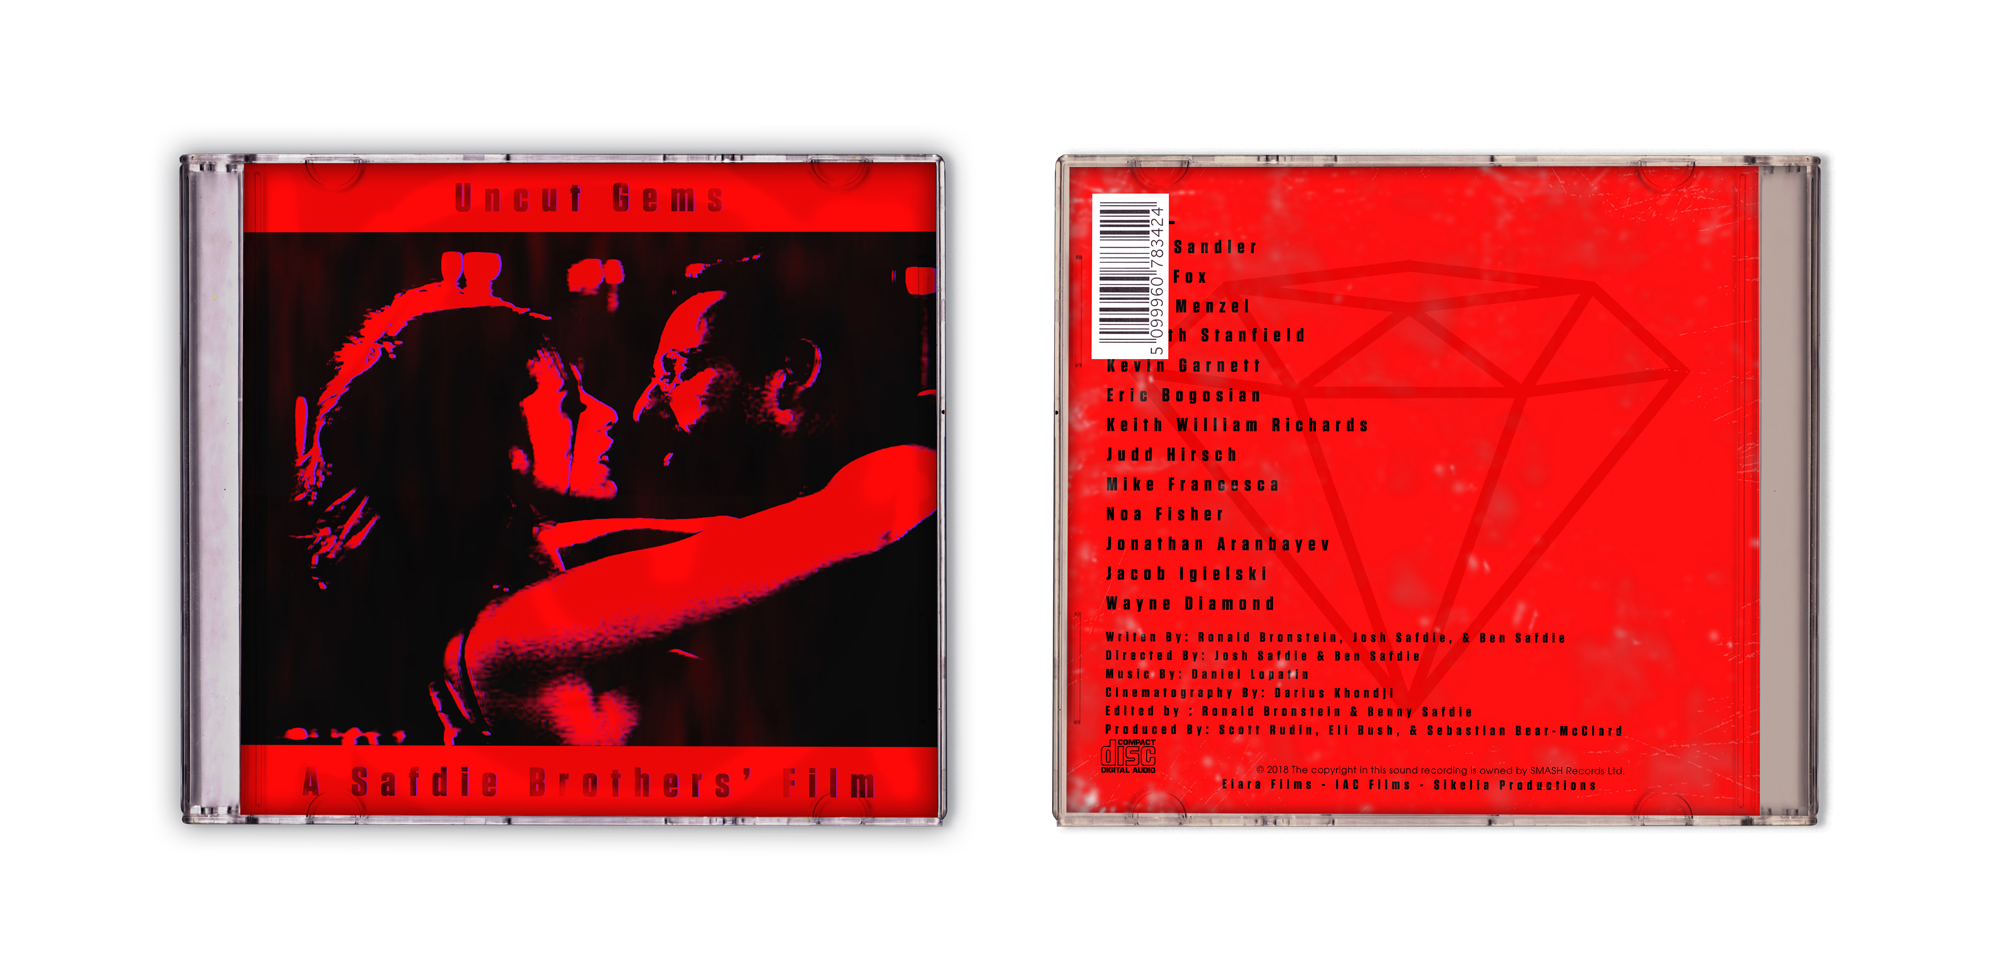 Uncut Gems
A Safdie Brothers' Film
5 099960 783424
-
Sandler
Fox
Menzel
th Stanfield
Kevin Garnett
Eric Bogosian
Keith William Richards
Judd Hirsch
Mike Francesca
Noa Fisher
Jonathan Aranbayev
Jacob Igielski
Wayne Diamond
Writen By: Ronald Bronstein, Josh Safdie, & Ben Safdie
Directed By: Josh Safdie & Ben Safdie
Music By: Daniel Lopatin
Cinematography By: Darius Khondji
Edited by : Ronald Bronstein & Benny Safdie
Produced By: Scott Rudin, Eli Bush, & Sebastian Bear-McClard
COMPACT
disc
DIGITAL AUDIO
© 2018 The copyright in this sound recording is owned by SMASH Records Ltd.
Elara Films - IAC Films - Sikelia Productions